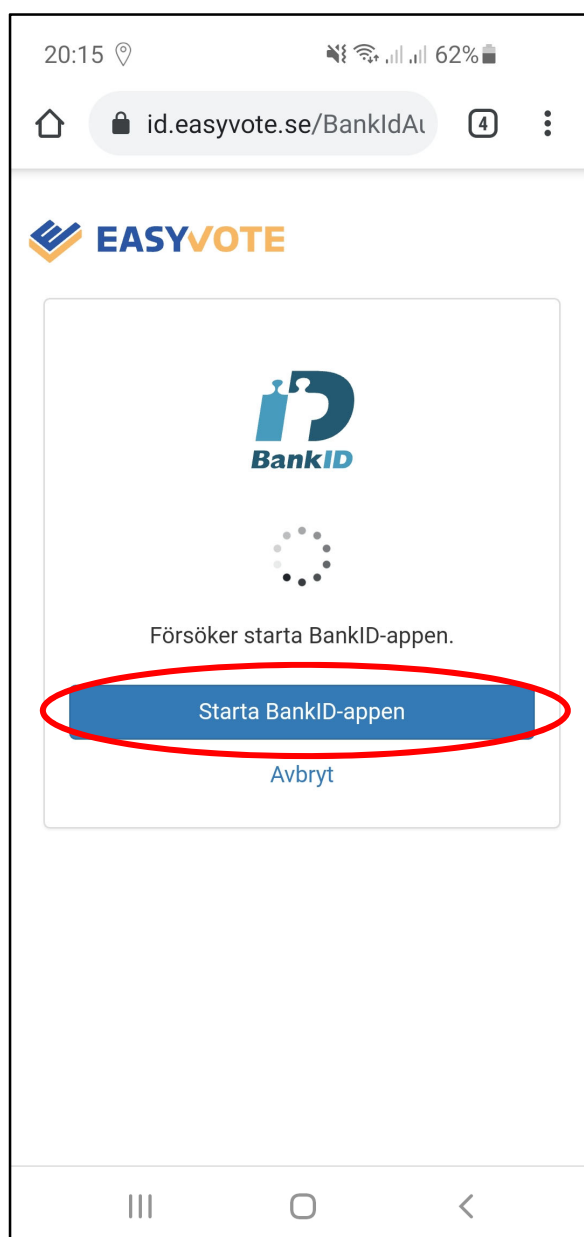 20:15 62%
id.easyvote.se/BankIdAu 4
EASYVOTE
BankID
Försöker starta BankID-appen.
Starta BankID-appen
Avbryt